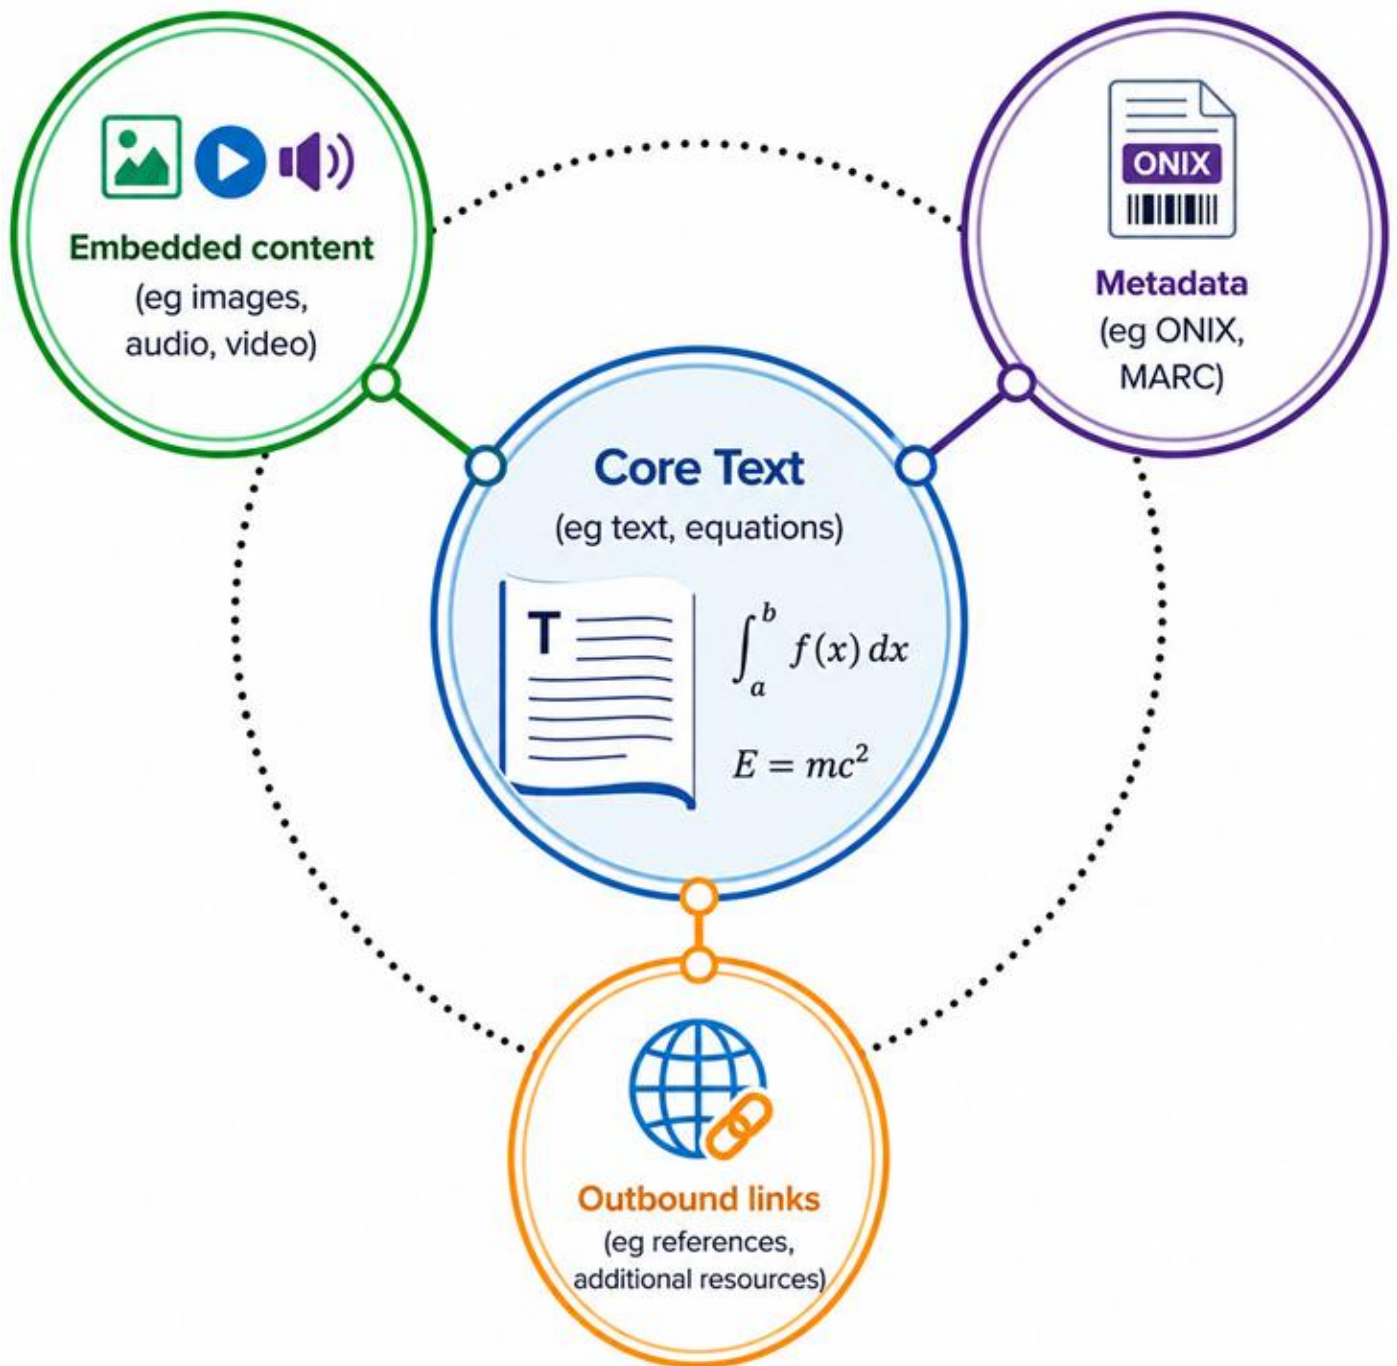 Embedded content
(eg images,
audio, video)
ONIX
Metadata
(eg ONIX,
MARC)
Core Text
(eg text, equations)
T
∫_a^b f(x) dx
E = mc²
Outbound links
(eg references,
additional resources)